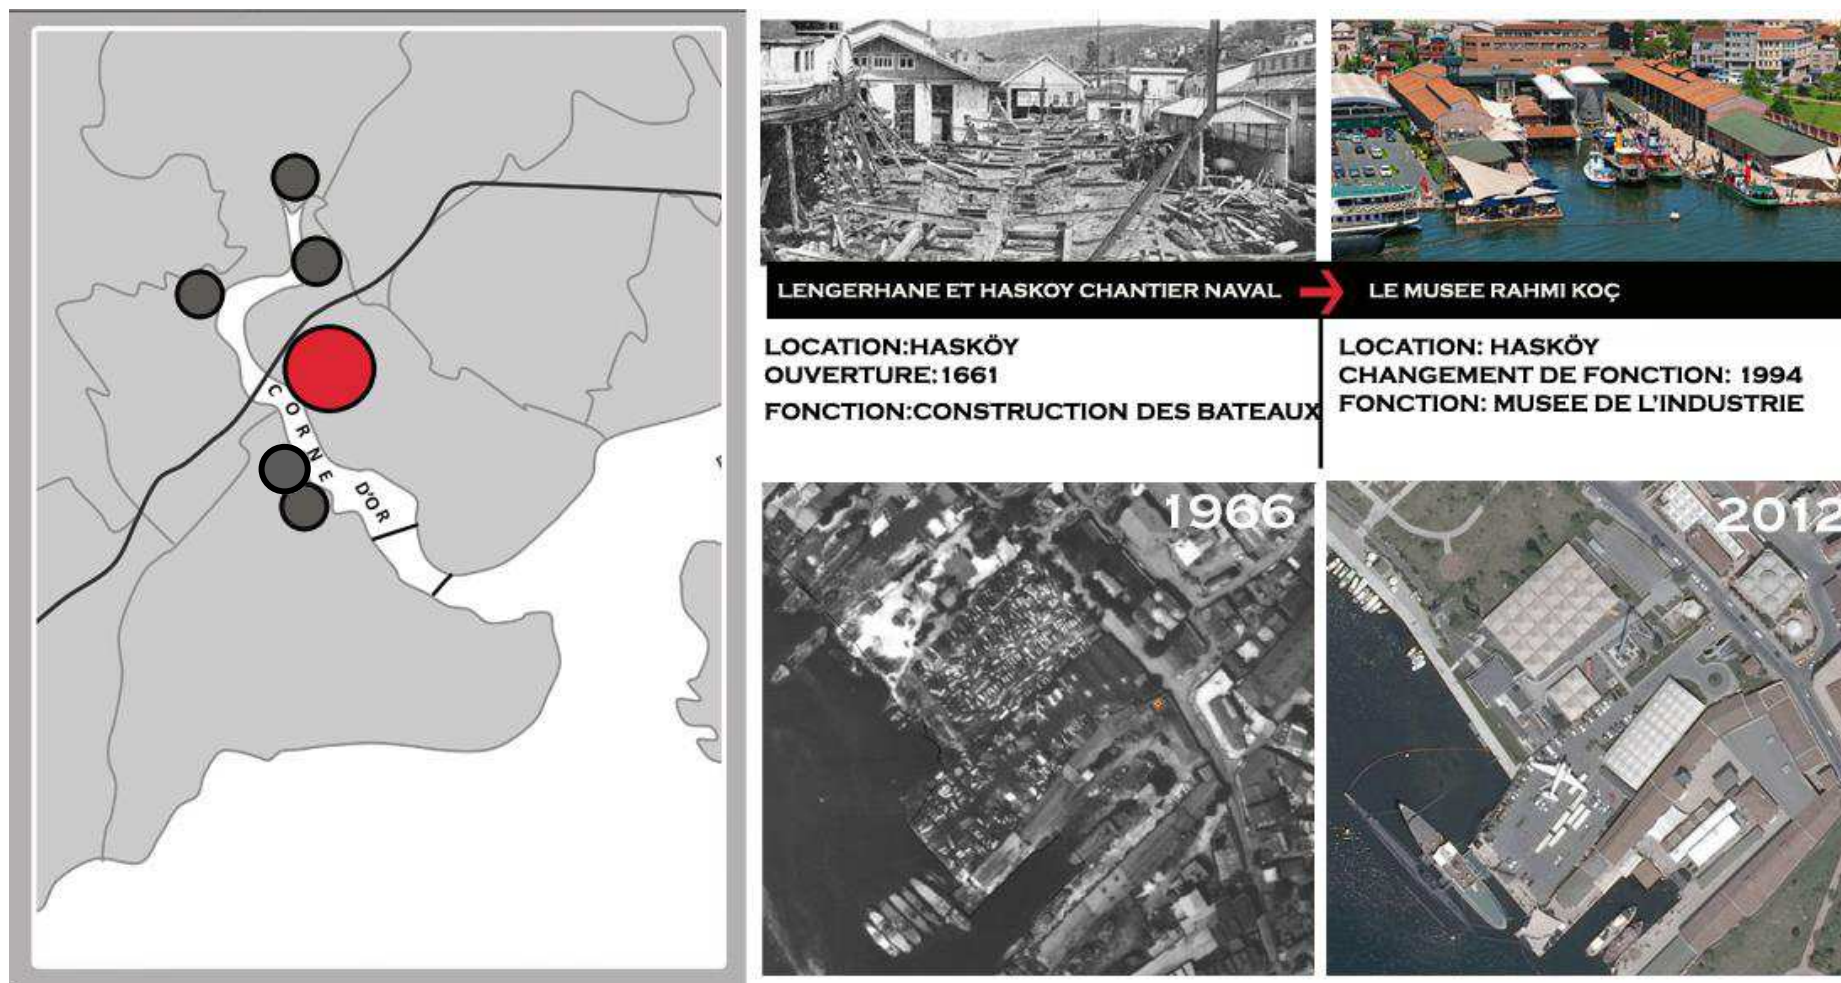 CORNE
D'OR
LENGERHANE ET HASKOY CHANTIER NAVAL
LE MUSEE RAHMI KOÇ
LOCATION:HASKÖY
OUVERTURE:1661
FONCTION:CONSTRUCTION DES BATEAUX
LOCATION: HASKÖY
CHANGEMENT DE FONCTION: 1994
FONCTION: MUSEE DE L'INDUSTRIE
1966
2012